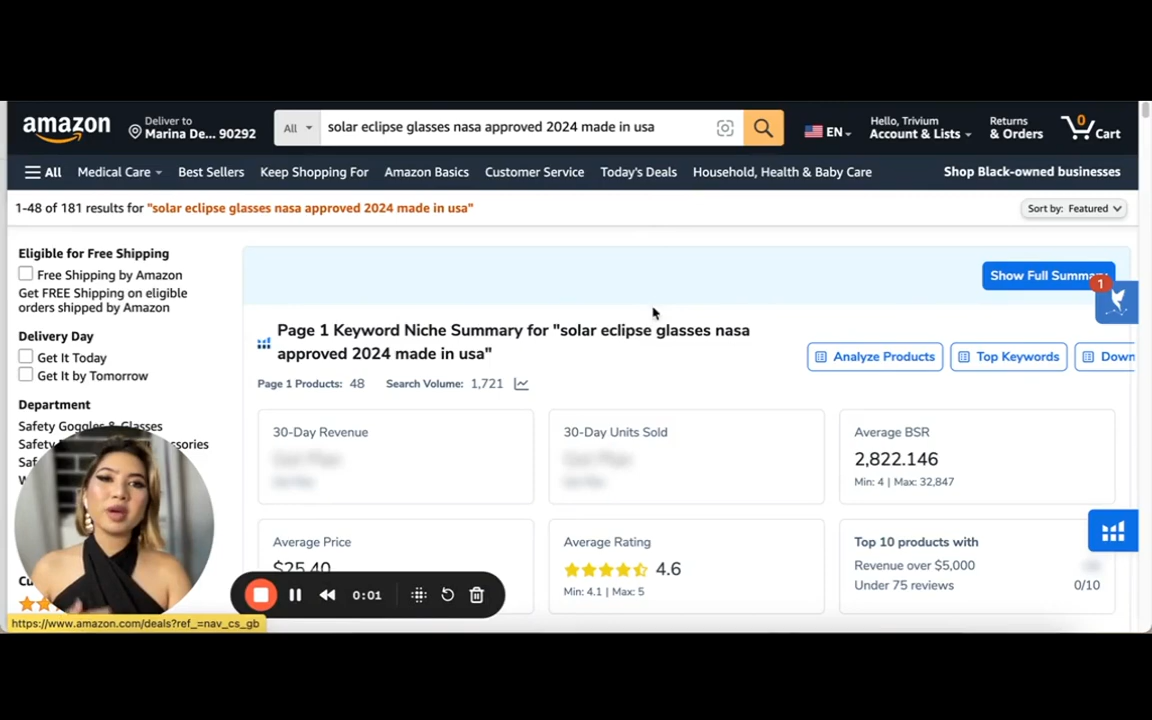 amazon
Deliver to
Marina De... 90292
All
solar eclipse glasses nasa approved 2024 made in usa
EN
Hello, Trivium
Account & Lists
Returns
& Orders
0
Cart
All
Medical Care
Best Sellers
Keep Shopping For
Amazon Basics
Customer Service
Today's Deals
Household, Health & Baby Care
Shop Black-owned businesses
1-48 of 181 results for "solar eclipse glasses nasa approved 2024 made in usa"
Sort by: Featured
Eligible for Free Shipping
Free Shipping by Amazon
Get FREE Shipping on eligible
orders shipped by Amazon
Delivery Day
Get It Today
Get It by Tomorrow
Department
Safety Goggles & Glasses
Show Full Summary
1
Page 1 Keyword Niche Summary for "solar eclipse glasses nasa
approved 2024 made in usa"
Analyze Products
Top Keywords
Down
Page 1 Products: 48
Search Volume: 1,721
30-Day Revenue
30-Day Units Sold
Average BSR
2,822.146
Min: 4 | Max: 32,847
Average Price
$25.40
Average Rating
4.6
Min: 4.1 | Max: 5
Top 10 products with
Revenue over $5,000
Under 75 reviews
0/10
0:01
https://www.amazon.com/deals?ref_=nav_cs_gb